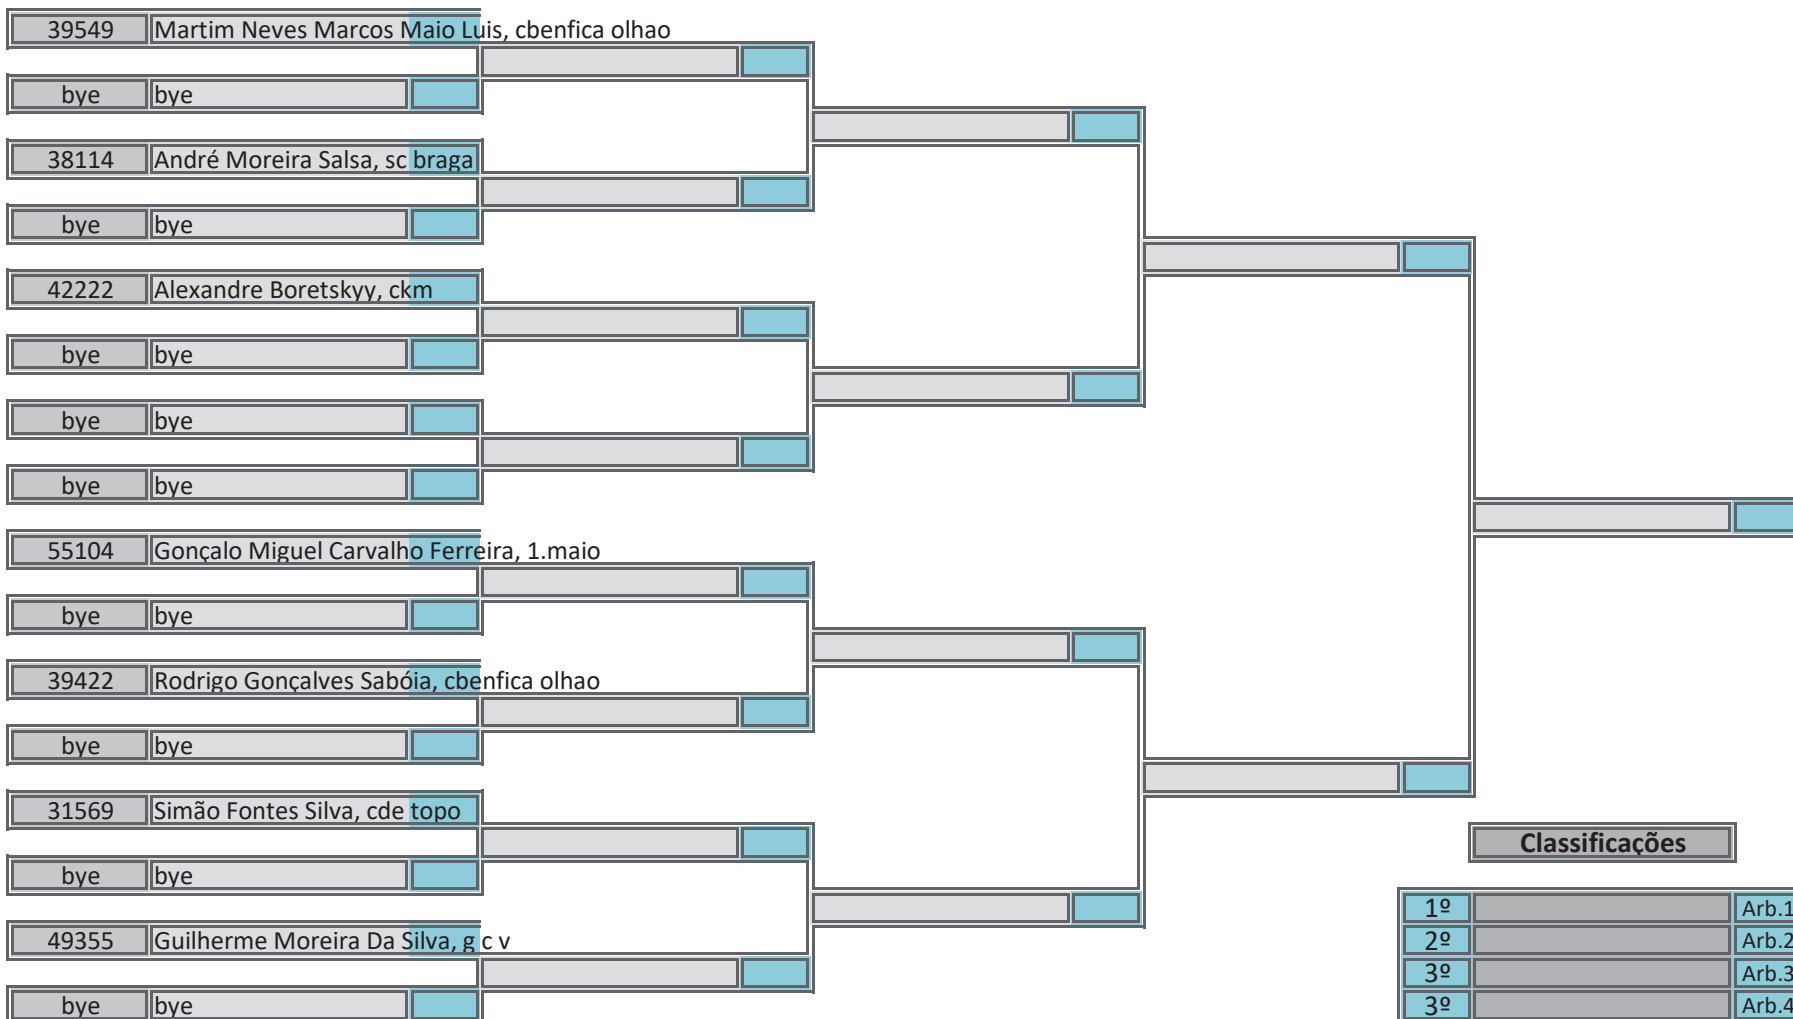 39549 Martim Neves Marcos Maio Luis, cbenfica olhao
bye bye
38114 André Moreira Salsa, sc braga
bye bye
42222 Alexandre Boretskyy, ckm
bye bye
bye bye
bye bye
55104 Gonçalo Miguel Carvalho Ferreira, 1.maio
bye bye
39422 Rodrigo Gonçalves Sabóia, cbenfica olhao
bye bye
31569 Simão Fontes Silva, cde topo
bye bye
49355 Guilherme Moreira Da Silva, g c v
bye bye
Classificações
1º Arb.1
2º Arb.2
3º Arb.3
3º Arb.4